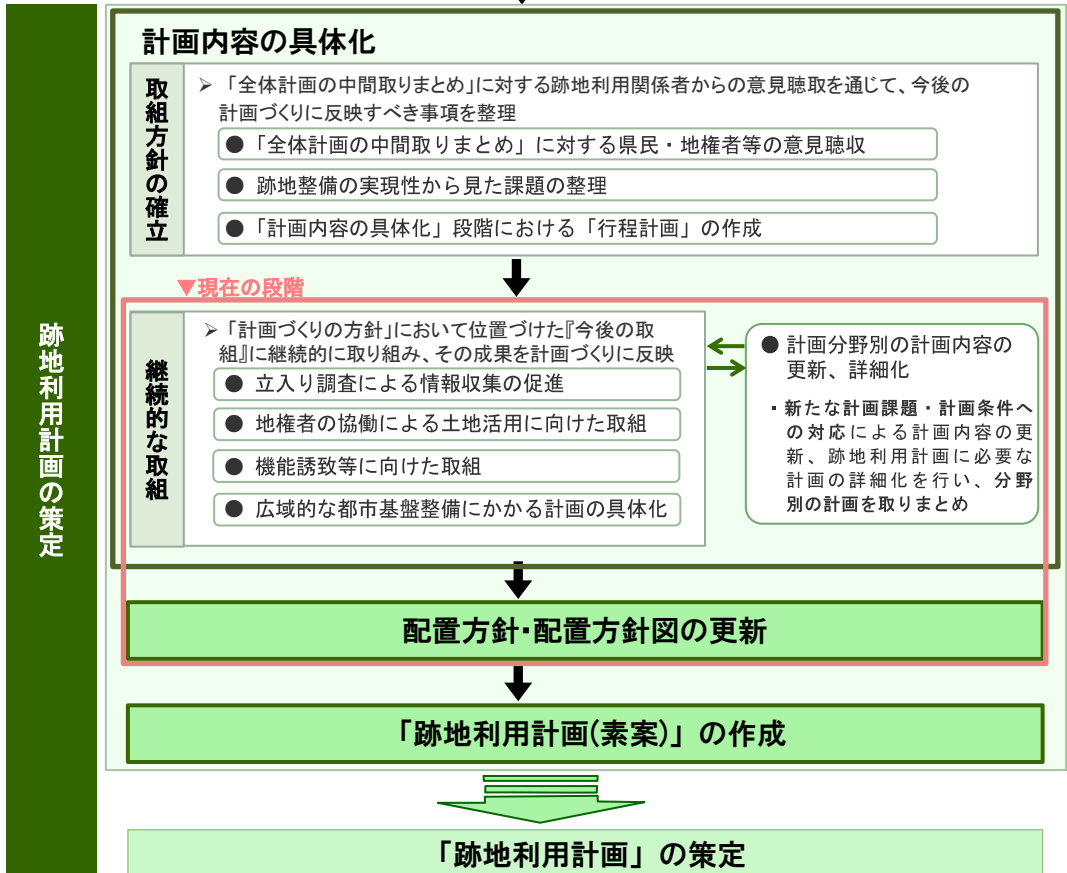 跡地利用計画の策定
計画内容の具体化
取組方針の確立
➢ 「全体計画の中間取りまとめ」に対する跡地利用関係者からの意見聴取を通じて、今後の
計画づくりに反映すべき事項を整理
● 「全体計画の中間取りまとめ」に対する県民・地権者等の意見聴収
● 跡地整備の実現性から見た課題の整理
● 「計画内容の具体化」段階における「行程計画」の作成
▼現在の段階
継続的な取組
➢ 「計画づくりの方針」において位置づけた『今後の取
組』に継続的に取り組み、その成果を計画づくりに反映
● 立入り調査による情報収集の促進
● 地権者の協働による土地活用に向けた取組
● 機能誘致等に向けた取組
● 広域的な都市基盤整備にかかる計画の具体化
● 計画分野別の計画内容の
更新、詳細化
・新たな計画課題・計画条件へ
の対応による計画内容の更
新、跡地利用計画に必要な
計画の詳細化を行い、分野
別の計画を取りまとめ
配置方針・配置方針図の更新
「跡地利用計画(素案)」の作成
「跡地利用計画」の策定